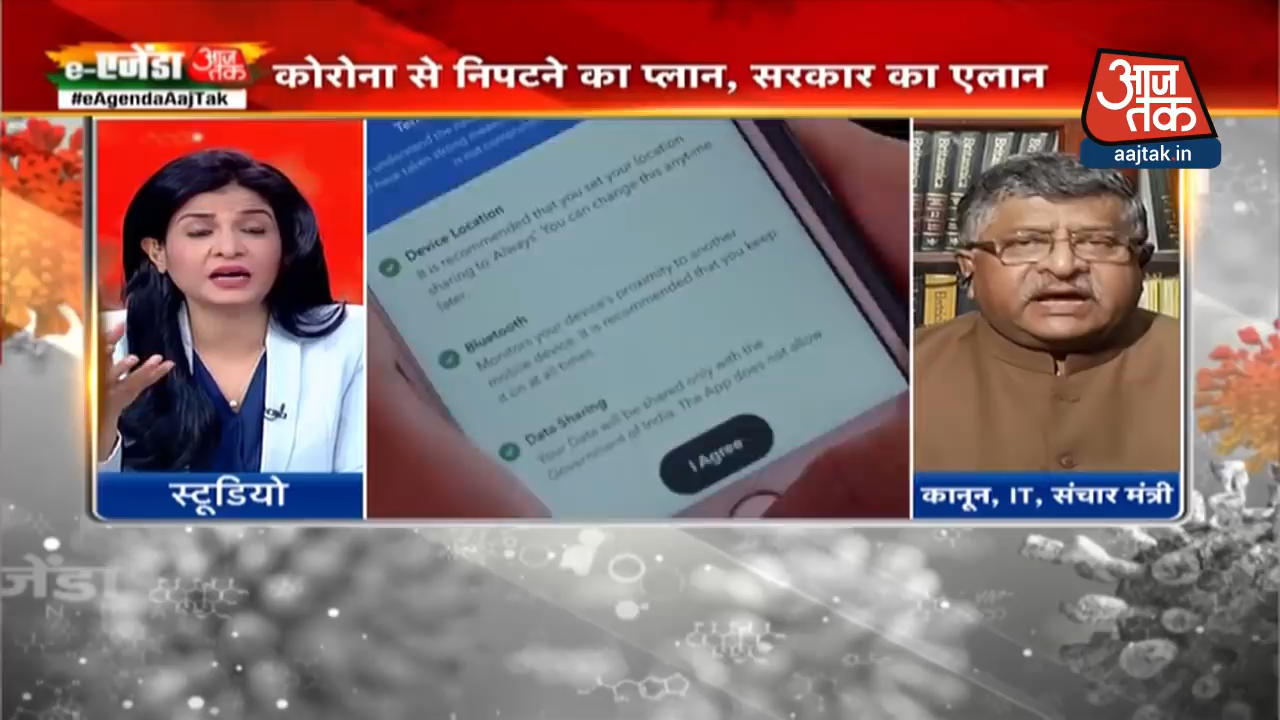 e-एजेंडा आज तक
#eAgendaAajTak
कोरोना से निपटने का प्लान, सरकार का एलान
आज तक
aajtak.in
Device Location
It is recommended that you set your location
sharing to 'Always'. You can change this anytime
later.
Bluetooth
Monitors your device's proximity to another
mobile device. It is recommended that you keep
it on at all times.
Data Sharing
Your Data will be shared only with the
Government of India. The App does not allow
I Agree
स्टूडियो
कानून, IT, संचार मंत्री
जेंडा